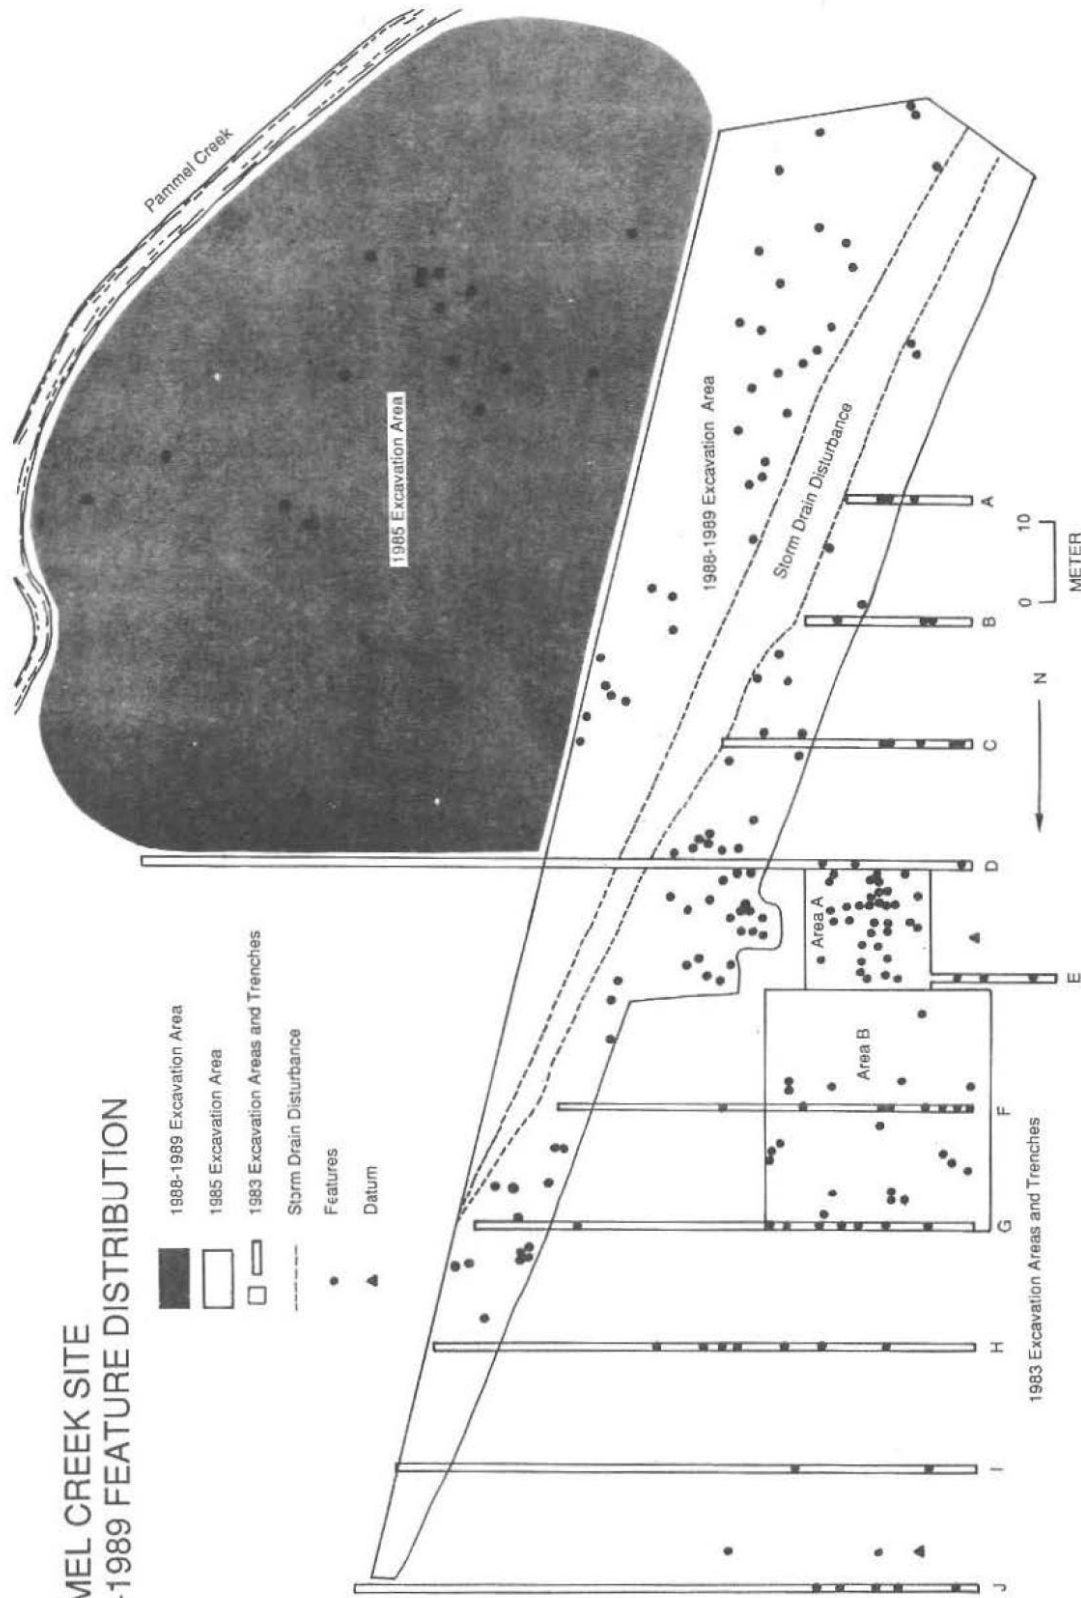 MEL CREEK SITE
-1989 FEATURE DISTRIBUTION
1988-1989 Excavation Area
1985 Excavation Area
1983 Excavation Areas and Trenches
Storm Drain Disturbance
Features
Datum
Pammel Creek
1985 Excavation Area
1988-1989 Excavation Area
Storm Drain Disturbance
Area A
Area B
1983 Excavation Areas and Trenches
J
I
H
G
F
E
D
C
B
A
N
0 10
METER